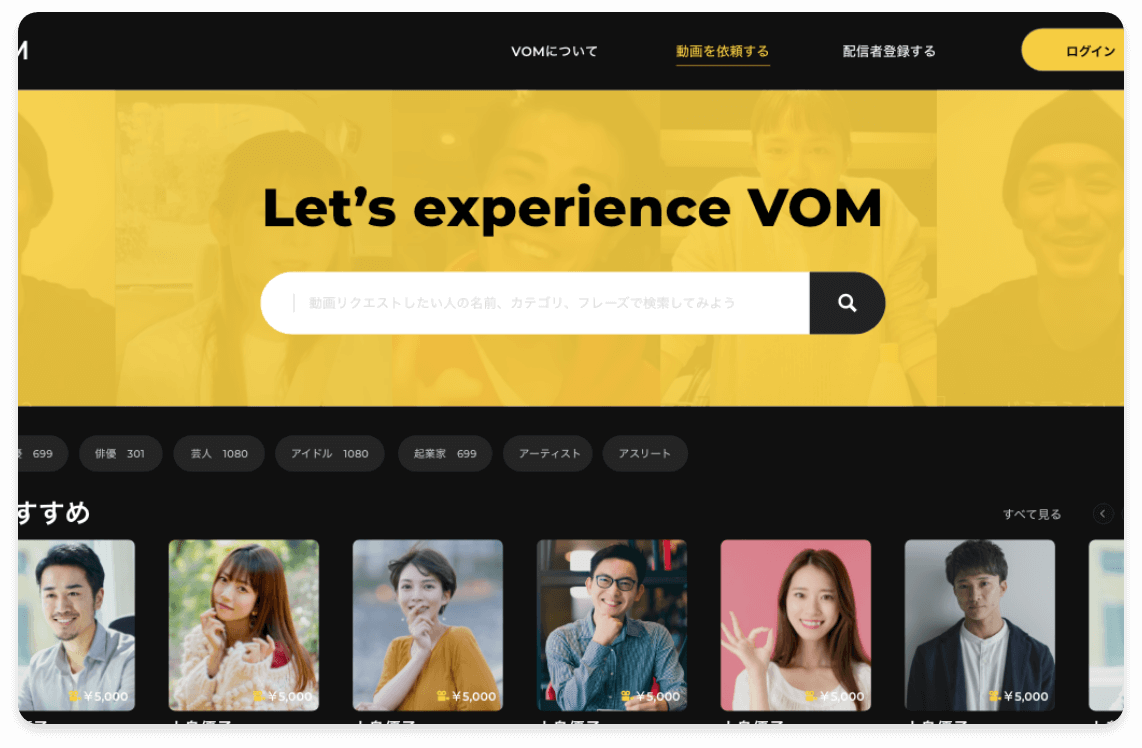 M
VOMについて
動画を依頼する
配信者登録する
ログイン
Let's experience VOM
動画リクエストしたい人の名前、カテゴリ、フレーズで検索してみよう
優 699
俳優 301
芸人 1080
アイドル 1080
起業家 699
アーティスト
アスリート
すすめ
すべて見る
¥5,000
¥5,000
¥5,000
¥5,000
¥5,000
¥5,000